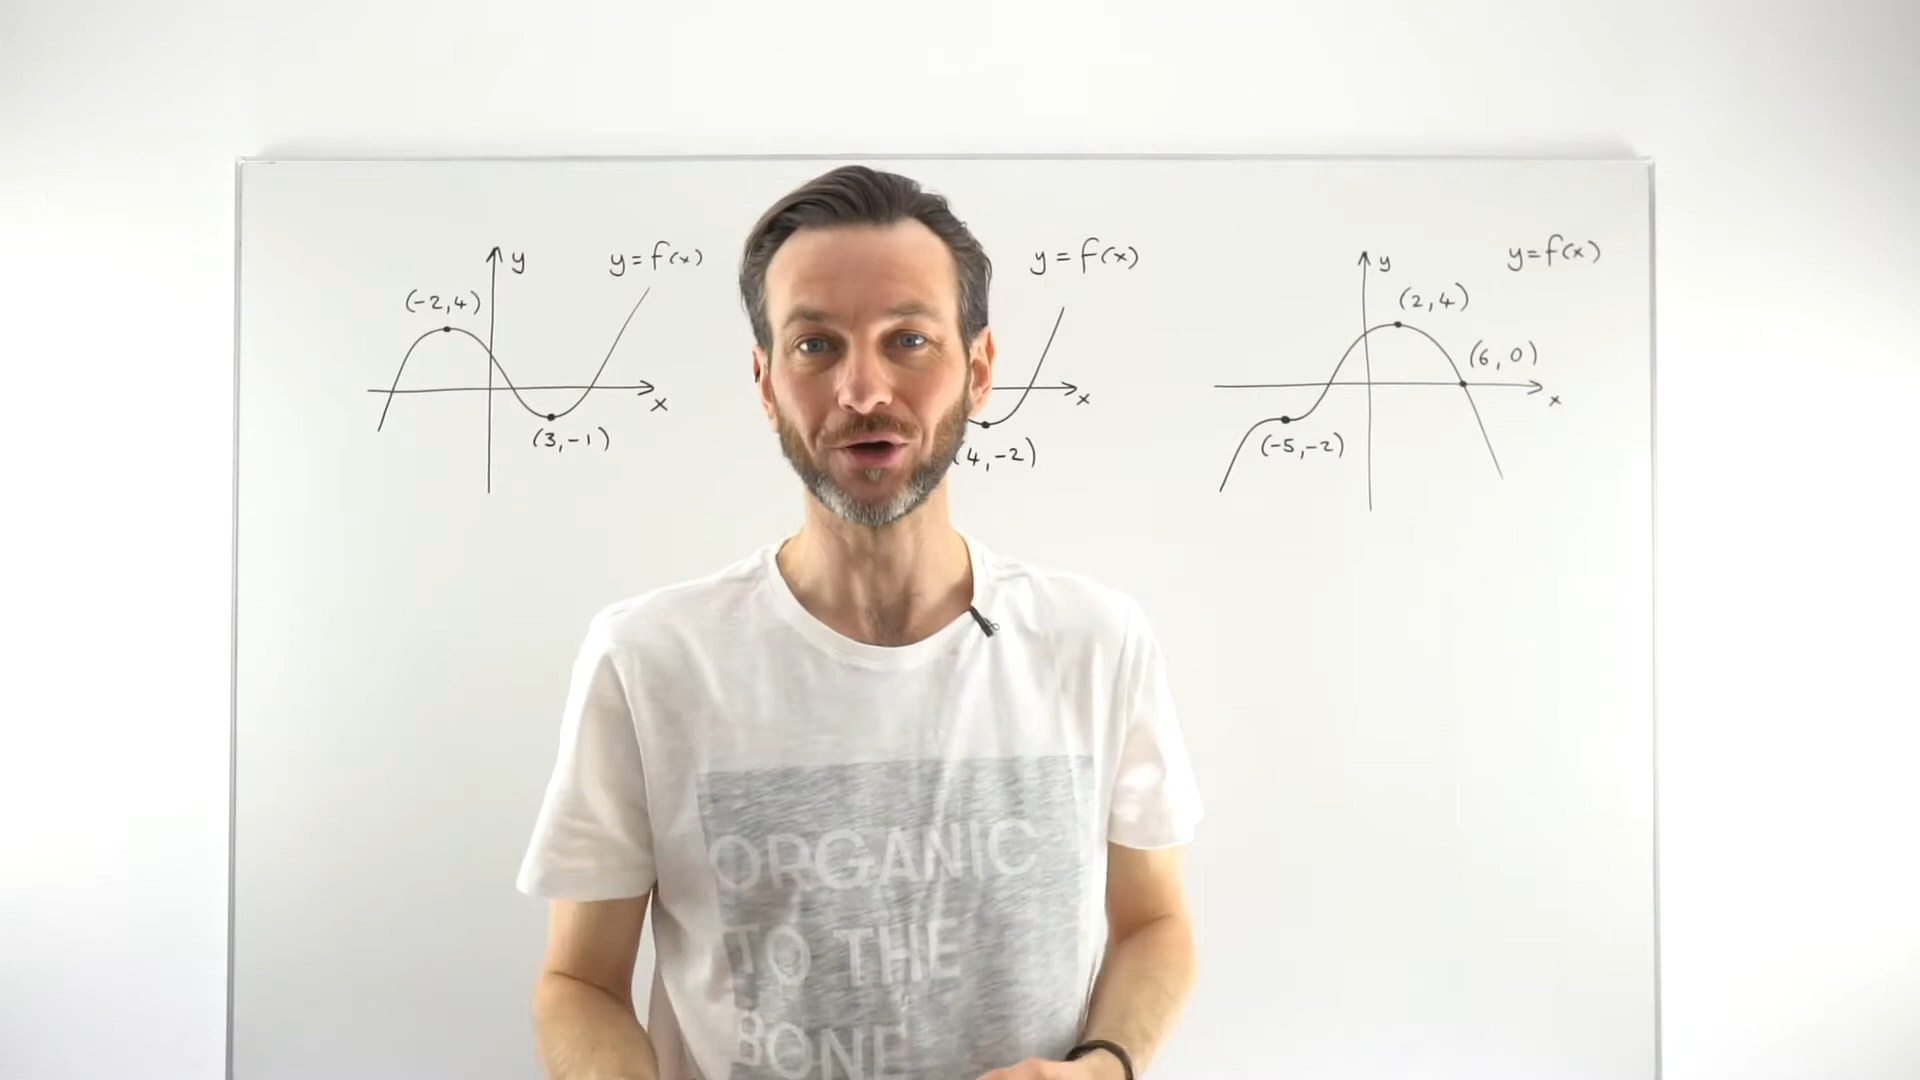 y
y=f(x)
(-2,4)
(3,-1)
x
y=f(x)
(4,-2)
x
y
y=f(x)
(2,4)
(6,0)
(-5,-2)
x
ORGANIC
TO THE
BONE